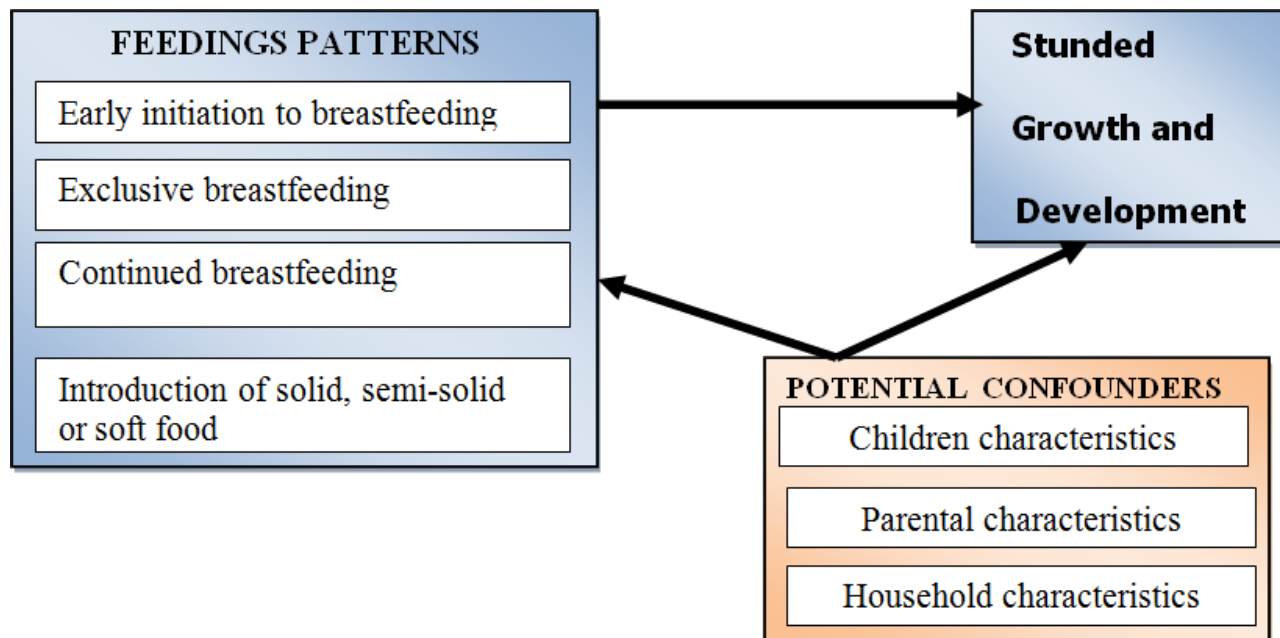 FEEDINGS PATTERNS
Early initiation to breastfeeding
Exclusive breastfeeding
Continued breastfeeding
Introduction of solid, semi-solid
or soft food
Stunded
Growth and
Development
POTENTIAL CONFOUNDERS
Children characteristics
Parental characteristics
Household characteristics